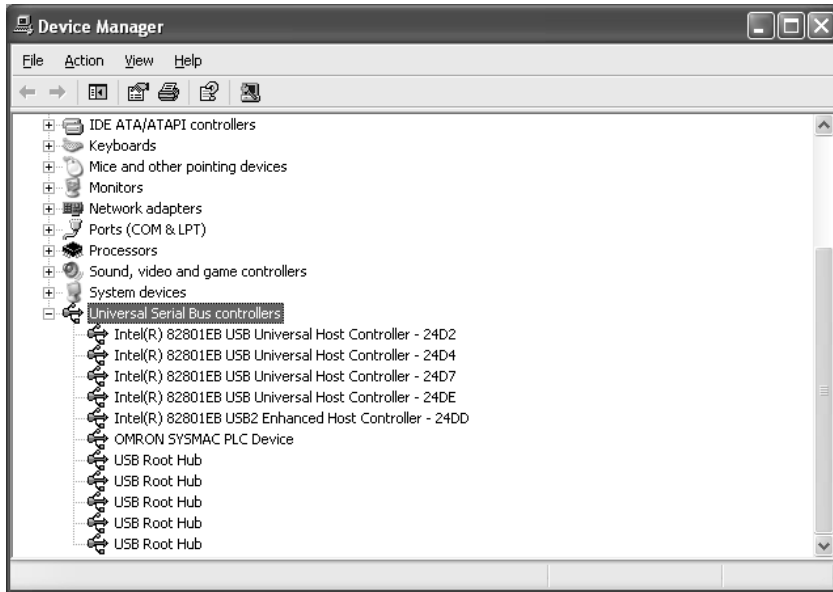 Device Manager
File Action View Help
IDE ATA/ATAPI controllers
Keyboards
Mice and other pointing devices
Monitors
Network adapters
Ports (COM & LPT)
Processors
Sound, video and game controllers
System devices
Universal Serial Bus controllers
Intel(R) 82801EB USB Universal Host Controller - 24D2
Intel(R) 82801EB USB Universal Host Controller - 24D4
Intel(R) 82801EB USB Universal Host Controller - 24D7
Intel(R) 82801EB USB Universal Host Controller - 24DE
Intel(R) 82801EB USB2 Enhanced Host Controller - 24DD
OMRON SYSMAC PLC Device
USB Root Hub
USB Root Hub
USB Root Hub
USB Root Hub
USB Root Hub